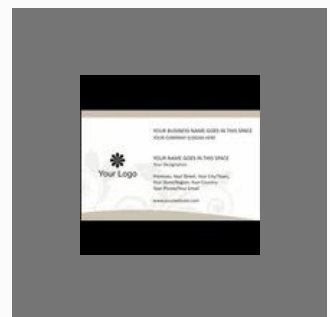 YOUR BUSINESS NAME GOES IN THIS SPACE
YOUR COMPANY SLOGAN HERE
YOUR NAME GOES IN THIS SPACE
Your Designation
Your Logo
Premises, Your Street, Your City/Town,
Your State/Region, Your Country
Your Phone/Your Email
www.yourwebsite.com